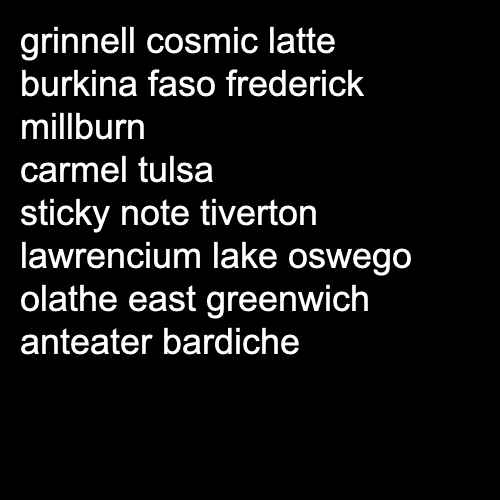 grinnell cosmic latte
burkina faso frederick
millburn
carmel tulsa
sticky note tiverton
lawrencium lake oswego
olathe east greenwich
anteater bardiche